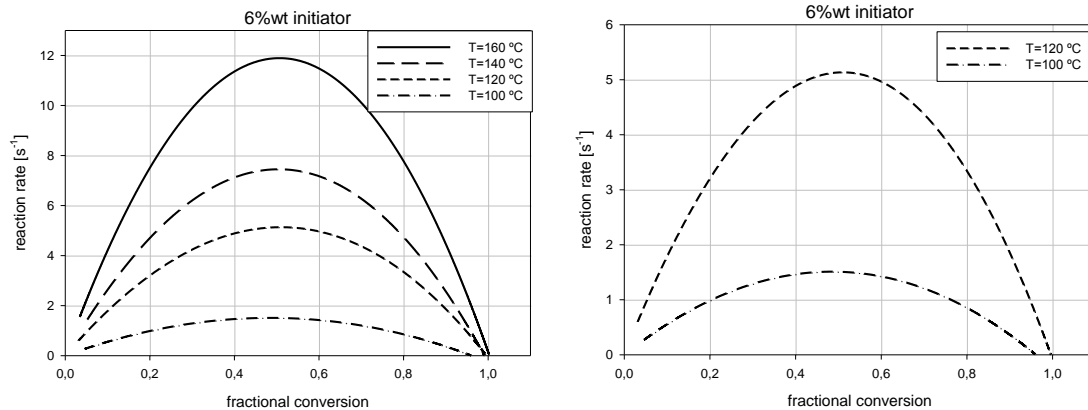 6%wt initiator
T=160 ºC
T=140 ºC
T=120 ºC
T=100 ºC
reaction rate [s-1]
12
10
8
6
4
2
0
0,0 0,2 0,4 0,6 0,8 1,0
fractional conversion
6%wt initiator
T=120 ºC
T=100 ºC
reaction rate [s-1]
6
5
4
3
2
1
0
0,0 0,2 0,4 0,6 0,8 1,0
fractional conversion